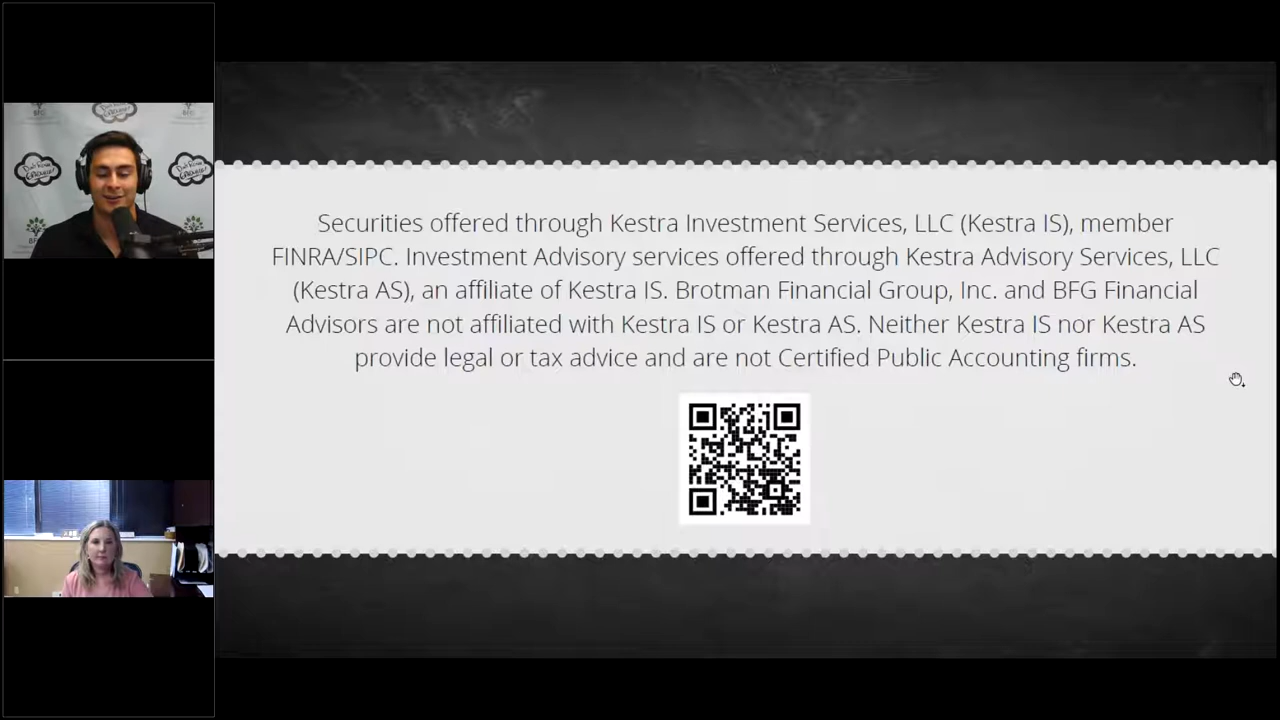 Securities offered through Kestra Investment Services, LLC (Kestra IS), member
FINRA/SIPC. Investment Advisory services offered through Kestra Advisory Services, LLC
(Kestra AS), an affiliate of Kestra IS. Brotman Financial Group, Inc. and BFG Financial
Advisors are not affiliated with Kestra IS or Kestra AS. Neither Kestra IS nor Kestra AS
provide legal or tax advice and are not Certified Public Accounting firms.
BFG